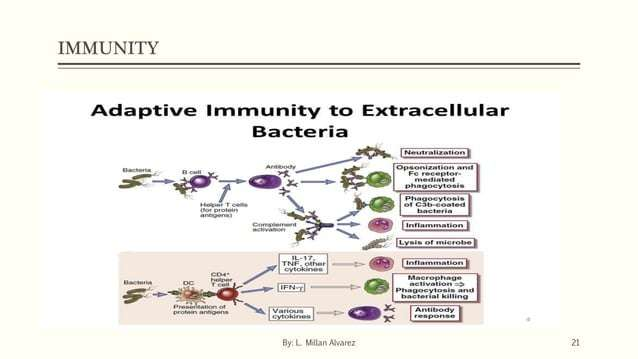 IMMUNITY
Adaptive Immunity to Extracellular
Bacteria
Bacteria
B cell
Antibody
Helper T cells
(for protein
antigens)
Complement
activation
Neutralization
Opsonization and
Fc receptor-
mediated
phagocytosis
Phagocytosis
of C3b-coated
bacteria
Inflammation
Lysis of microbe
Bacteria
DC
CD4+
helper
T cell
Presentation of
protein antigens
IL-17,
TNF, other
cytokines
IFN-γ
Various
cytokines
Inflammation
Macrophage
activation ⇒
Phagocytosis and
bacterial killing
Antibody
response
By: L. Millan Alvarez
21